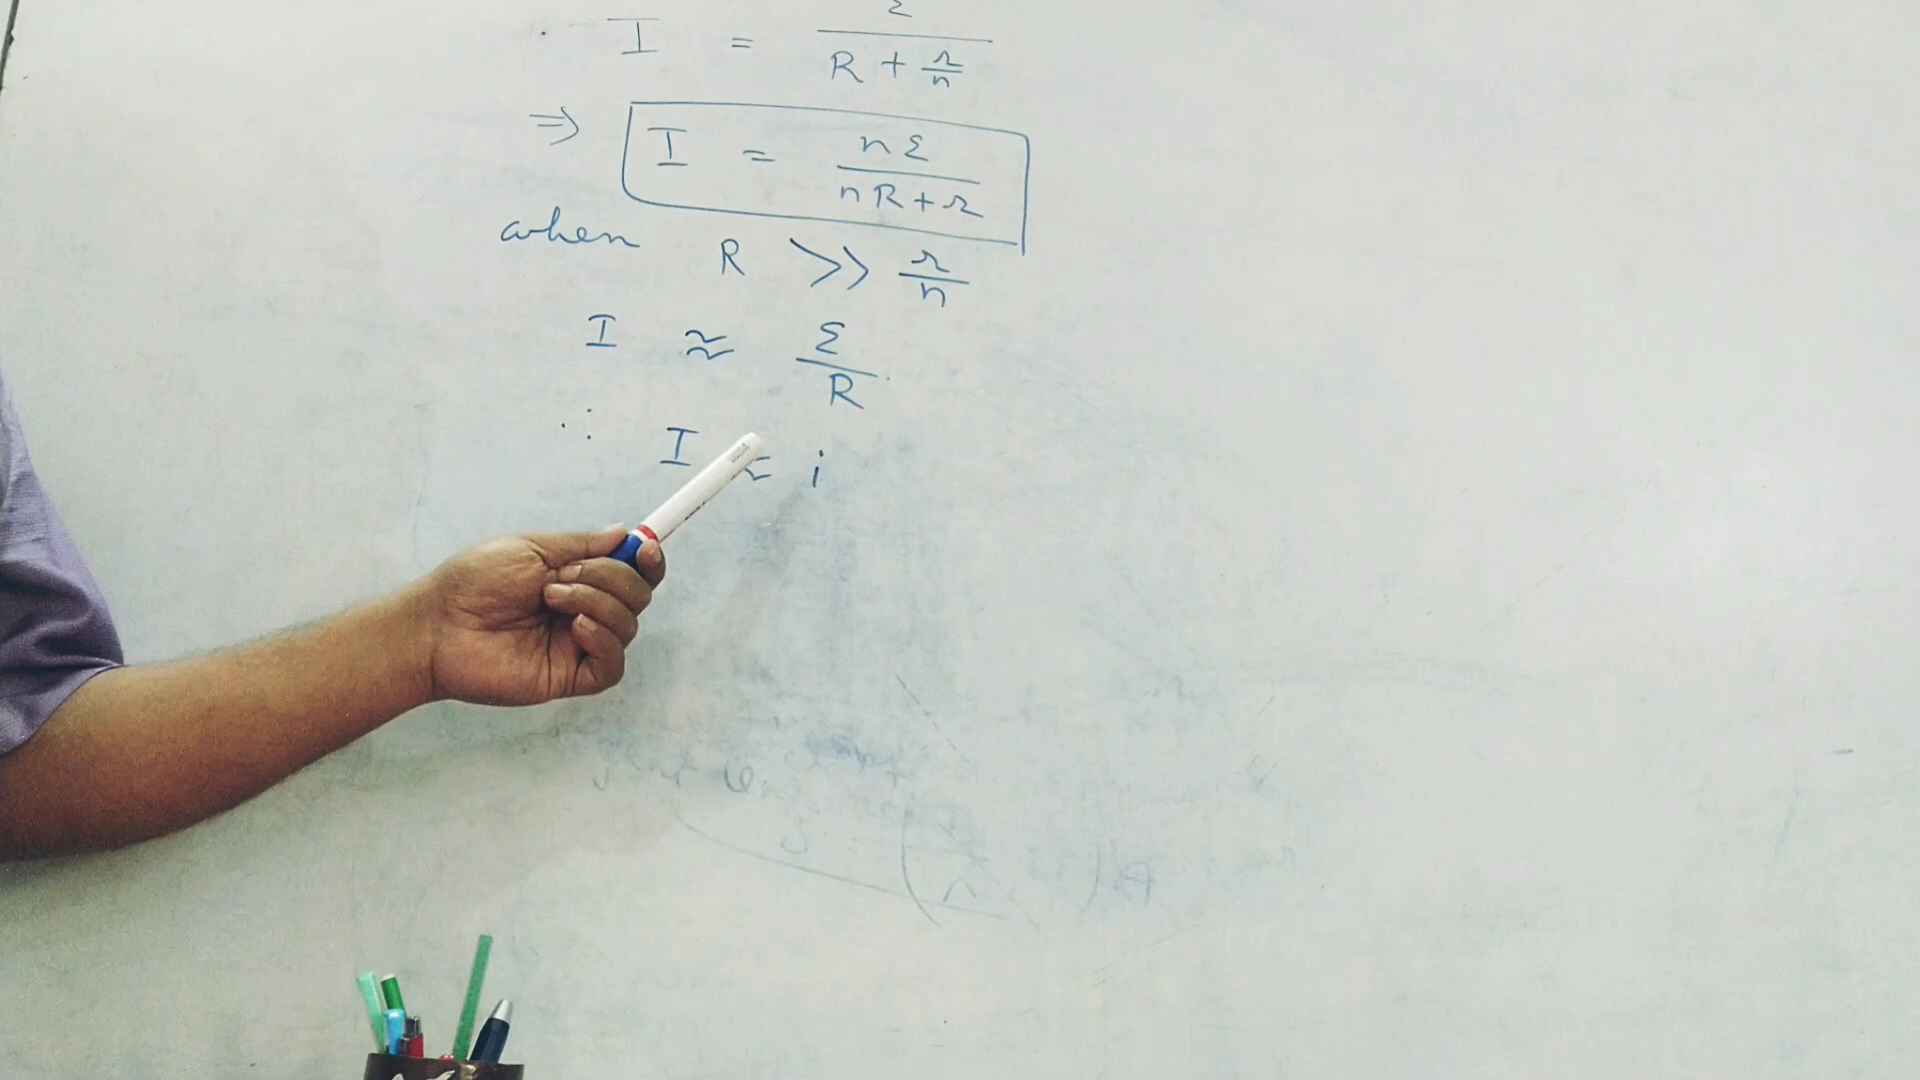 I = ε / (R + r/n)
⇒ I = nε / (nR + r)
when R >> r/n
I ≈ ε/R
∴ I ≈ i